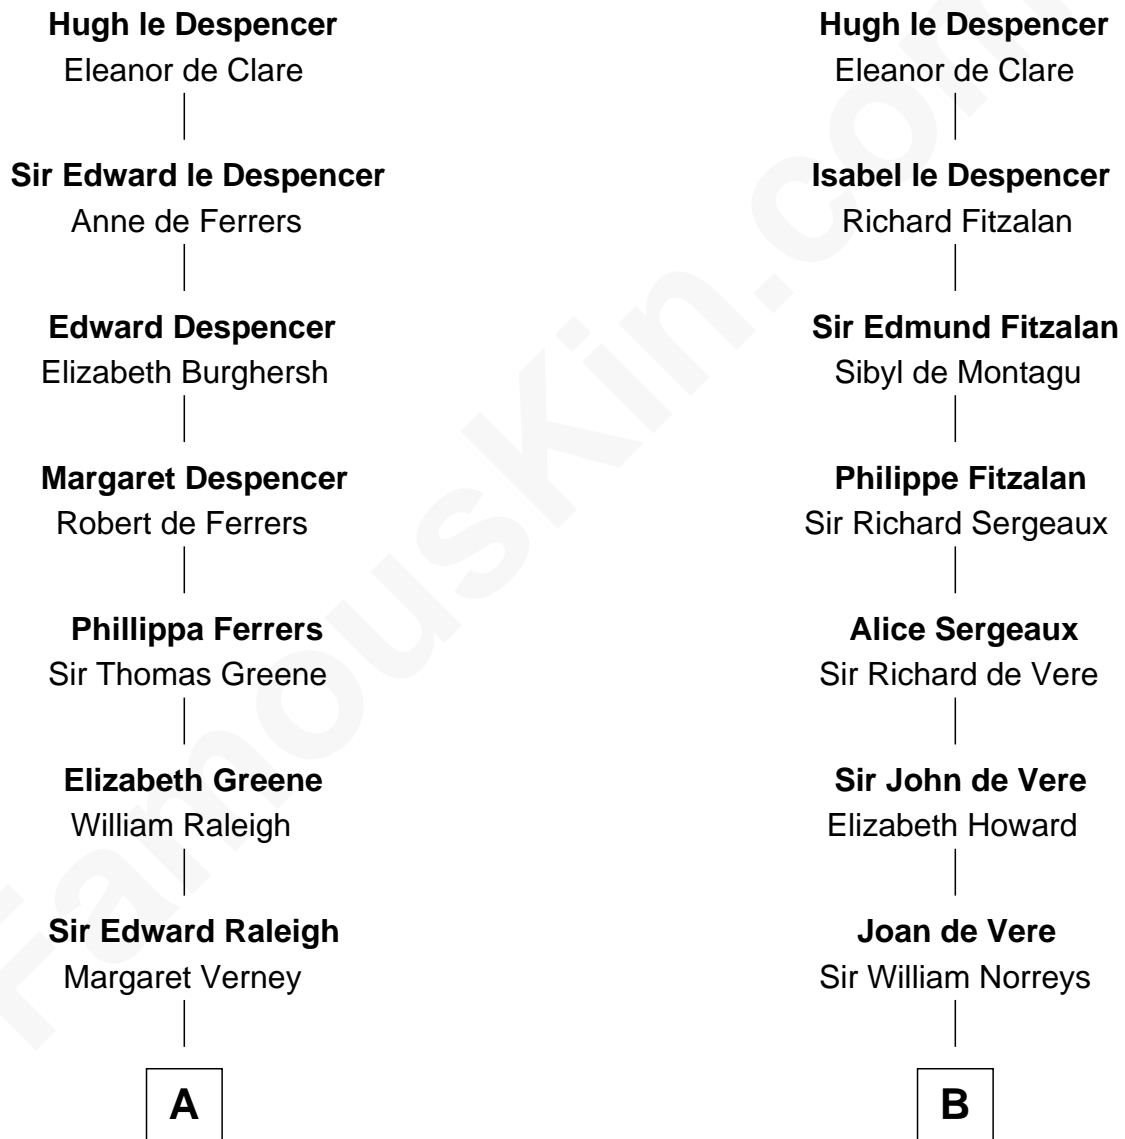 Hugh le Despencer
Eleanor de Clare
Sir Edward le Despencer
Anne de Ferrers
Edward Despencer
Elizabeth Burghersh
Margaret Despencer
Robert de Ferrers
Phillippa Ferrers
Sir Thomas Greene
Elizabeth Greene
William Raleigh
Sir Edward Raleigh
Margaret Verney
A
Hugh le Despencer
Eleanor de Clare
Isabel le Despencer
Richard Fitzalan
Sir Edmund Fitzalan
Sibyl de Montagu
Philippe Fitzalan
Sir Richard Sergeaux
Alice Sergeaux
Sir Richard de Vere
Sir John de Vere
Elizabeth Howard
Joan de Vere
Sir William Norreys
B
FamousKin.com